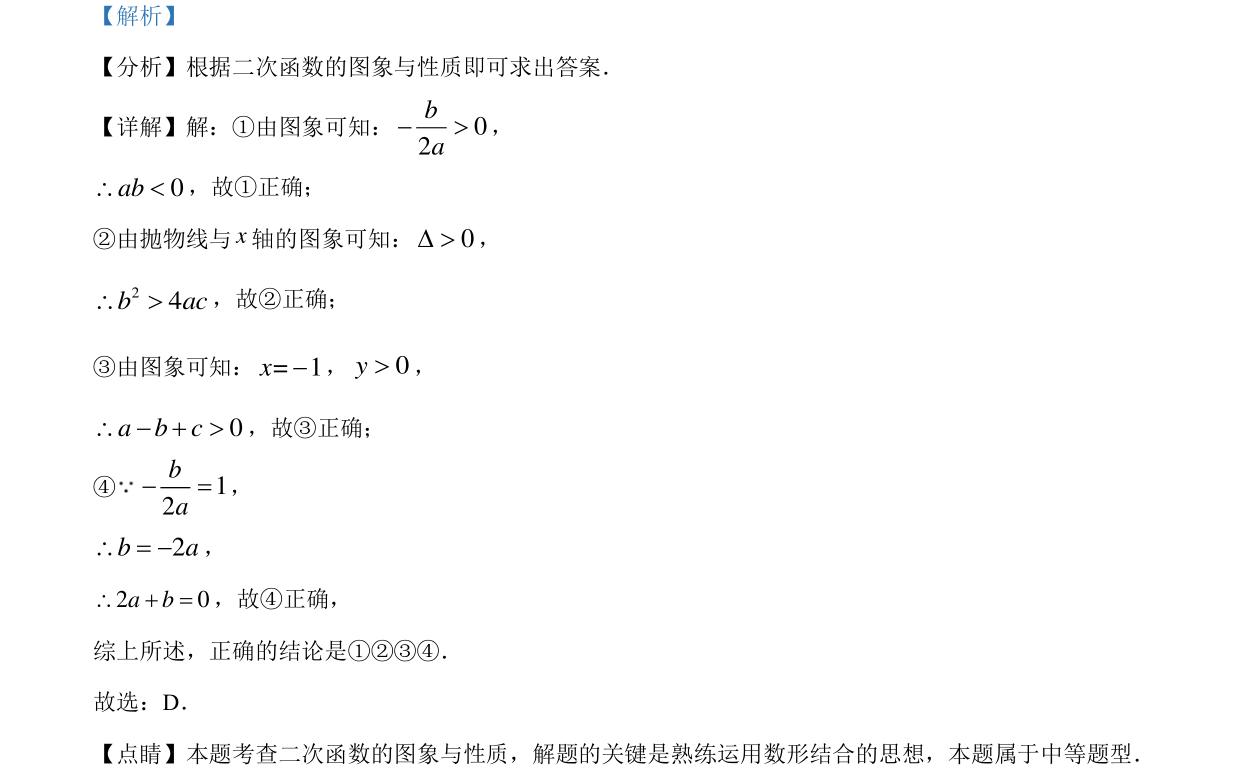 【解析】
【分析】根据二次函数的图象与性质即可求出答案．
【详解】解：①由图象可知：$-\frac{b}{2a}>0$，
∴ab<0，故①正确；
②由抛物线与x轴的图象可知：Δ>0，
∴b²>4ac，故②正确；
③由图象可知：x=−1，y>0，
∴a−b+c>0，故③正确；
④∵$-\frac{b}{2a}=1$，
∴b=−2a，
∴2a+b=0，故④正确，
综上所述，正确的结论是①②③④．
故选：D．
【点睛】本题考查二次函数的图象与性质，解题的关键是熟练运用数形结合的思想，本题属于中等题型．